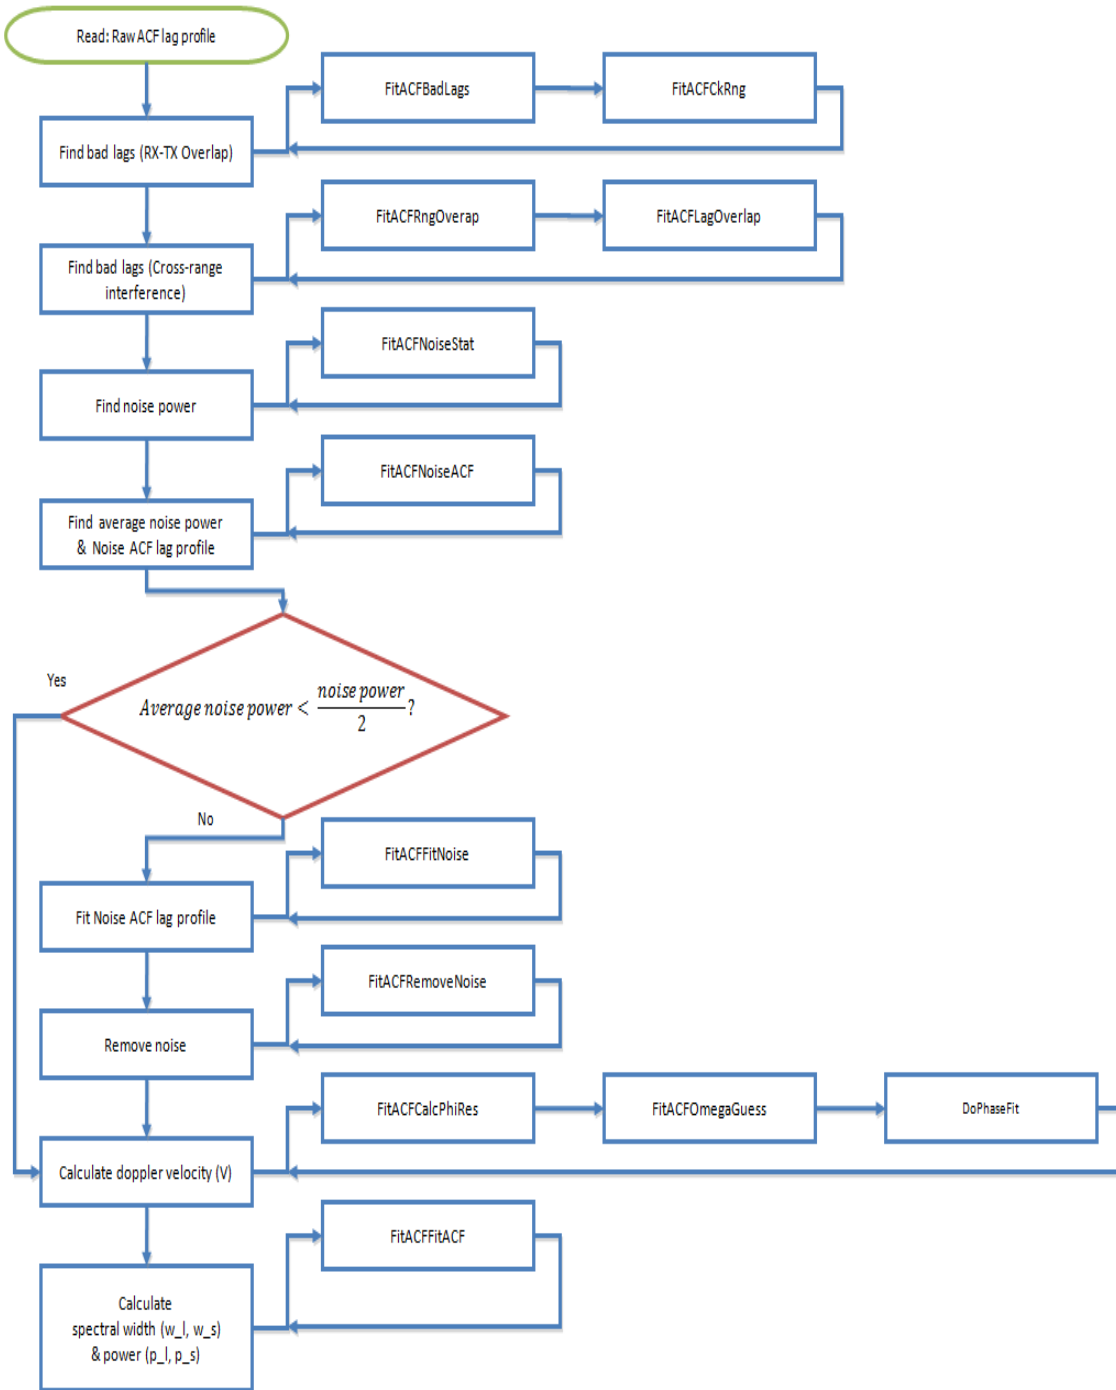 Read: Raw ACF lag profile
FitACFBadLags
FitACFCkRng
Find bad lags (RX-TX Overlap)
FitACFRngOverap
FitACFLagOverlap
Find bad lags (Cross-range
interference)
FitACFNoiseStat
Find noise power
FitACFNoiseACF
Find average noise power
& Noise ACF lag profile
Yes
Average noise power < noise power / 2 ?
No
FitACFFitNoise
Fit Noise ACF lag profile
FitACFRemoveNoise
Remove noise
FitACFCalcPhiRes
FitACFOmegaGuess
DoPhaseFit
Calculate doppler velocity (V)
FitACFFitACF
Calculate
spectral width (w_l, w_s)
& power (p_l, p_s)